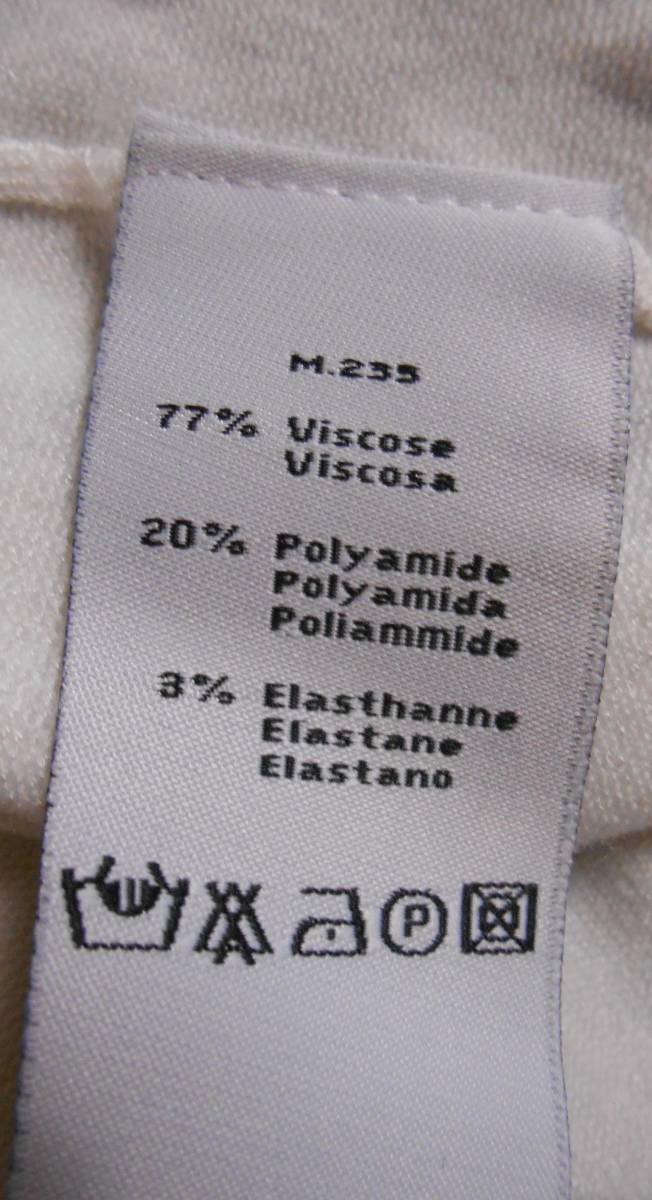 M.235
77% Viscose
Viscosa
20% Polyamide
Polyamida
Poliammide
3% Elasthanne
Elastane
Elastano
P